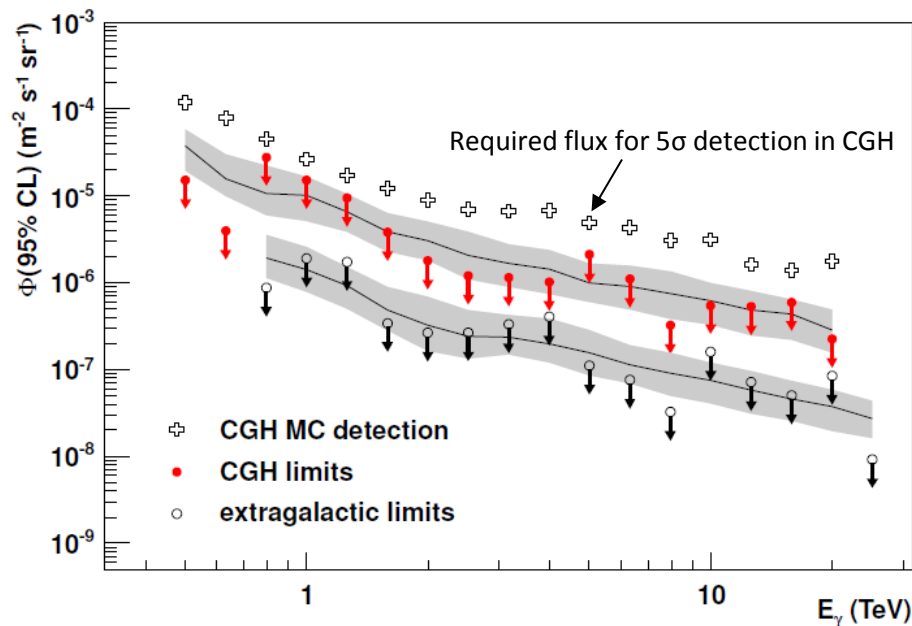 10⁻³
10⁻⁴
10⁻⁵
10⁻⁶
10⁻⁷
10⁻⁸
10⁻⁹
Φ(95% CL) (m⁻² s⁻¹ sr⁻¹)
Required flux for 5σ detection in CGH
CGH MC detection
CGH limits
extragalactic limits
1
10
E_γ (TeV)